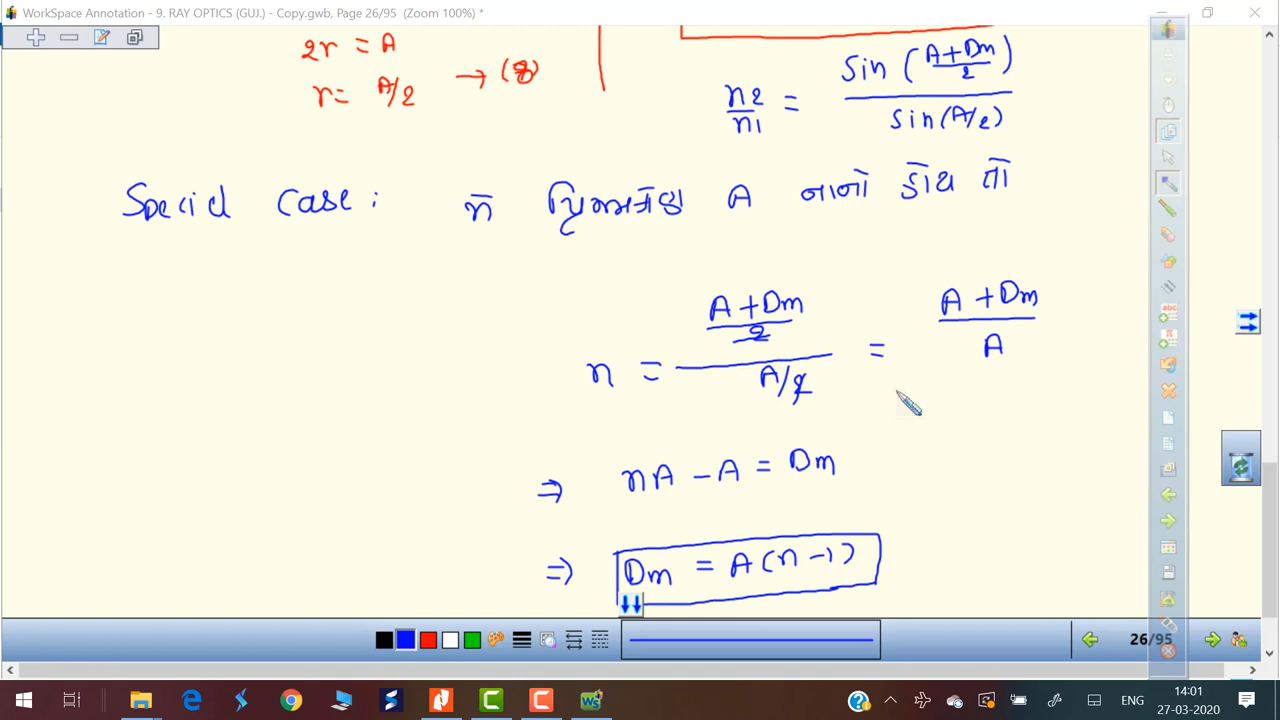 WorkSpace Annotation - 9. RAY OPTICS (GUJ.) - Copy.gwb, Page 26/95 (Zoom 100%) *
2r = A
r = A/2 → (8)
n2/n1 = sin((A+Dm)/2) / sin(A/2)
Special Case : A નાનો હોય તો
n = ((A+Dm)/2) / (A/2) = (A+Dm)/A
⇒ nA - A = Dm
⇒ Dm = A(n-1)
abc
26/95
ENG
14:01
27-03-2020